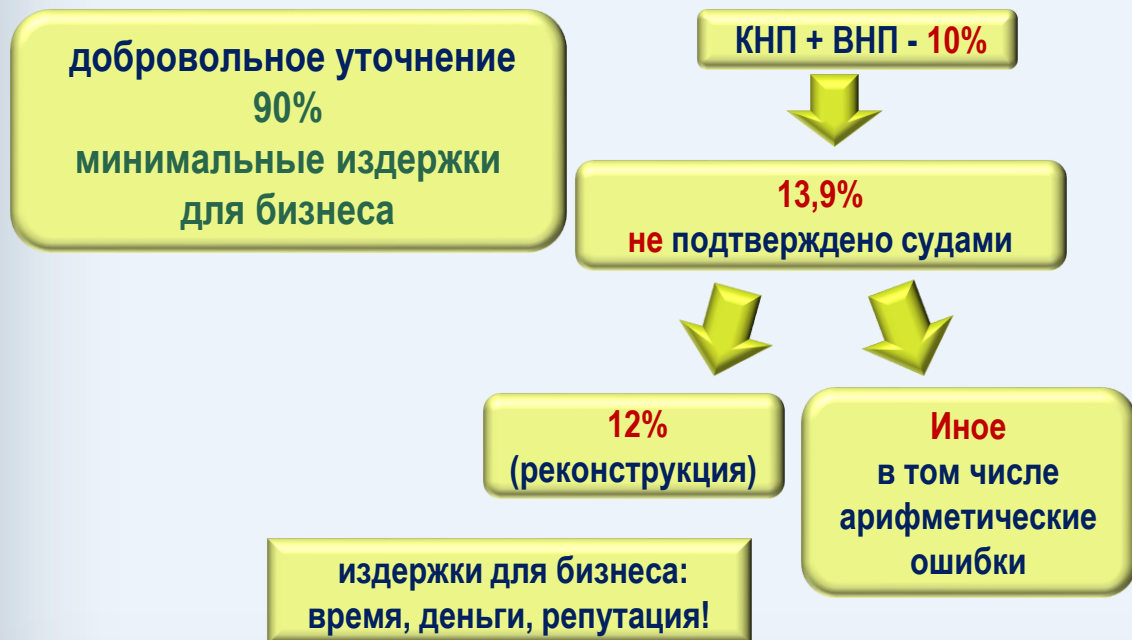 добровольное уточнение
90%
минимальные издержки
для бизнеса
КНП + ВНП - 10%
13,9%
не подтверждено судами
12%
(реконструкция)
Иное
в том числе
арифметические
ошибки
издержки для бизнеса:
время, деньги, репутация!